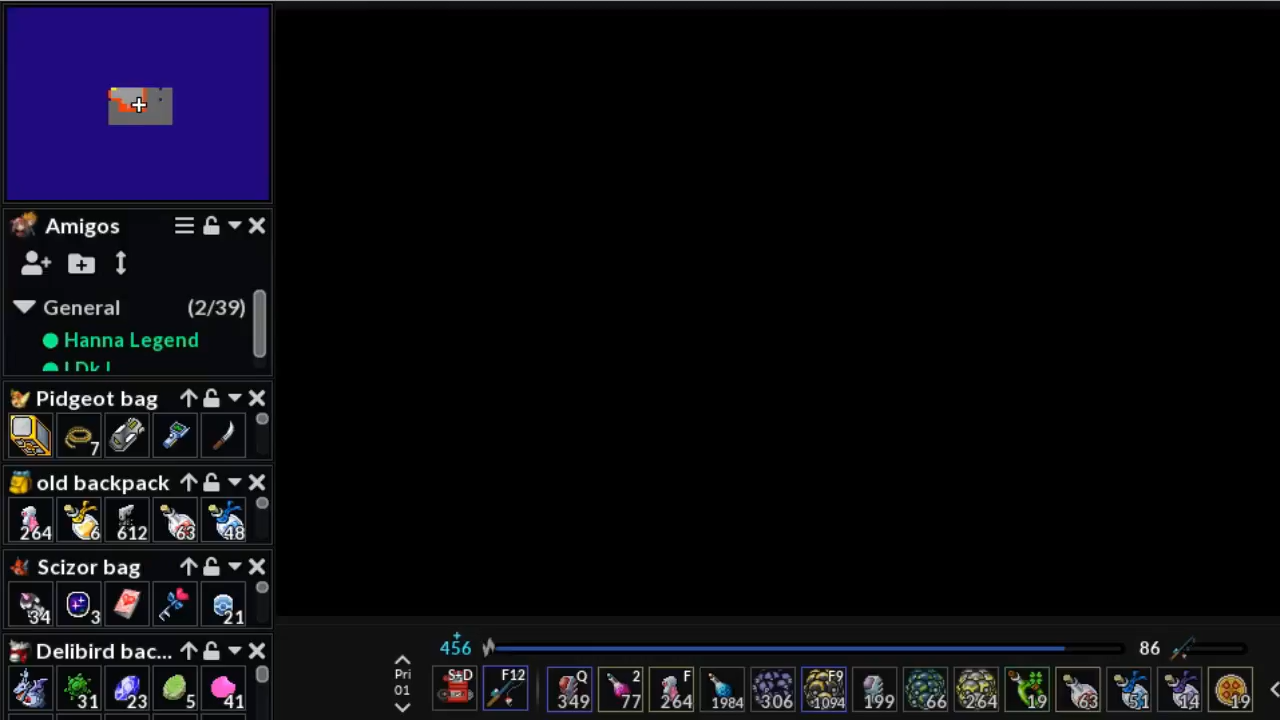 Amigos
General (2/39)
Hanna Legend
LDk L
Pidgeot bag
7
old backpack
264 6 612 63 48
Scizor bag
34 3 21
Delibird bac...
31 23 5 41
456 86
Pri
01
S+D F12 Q 349 2 77 F 264 1984 306 F9 1094 199 66 264 19 63 51 14 19